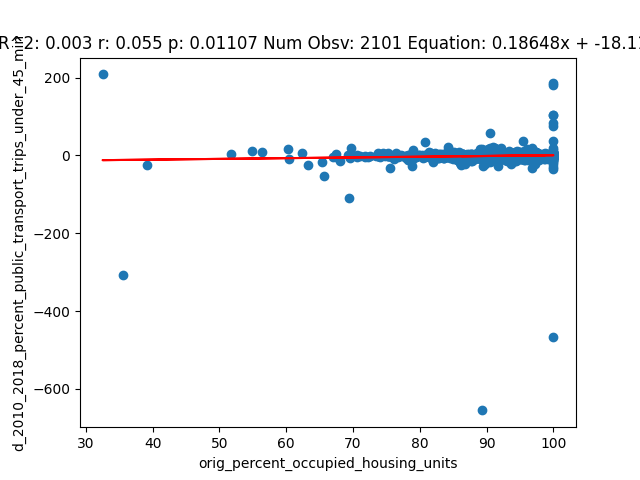 R^2: 0.003 r: 0.055 p: 0.01107 Num Obsv: 2101 Equation: 0.18648x + -18.11
d_2010_2018_percent_public_transport_trips_under_45_min
200
0
−200
−400
−600
30 40 50 60 70 80 90 100
orig_percent_occupied_housing_units